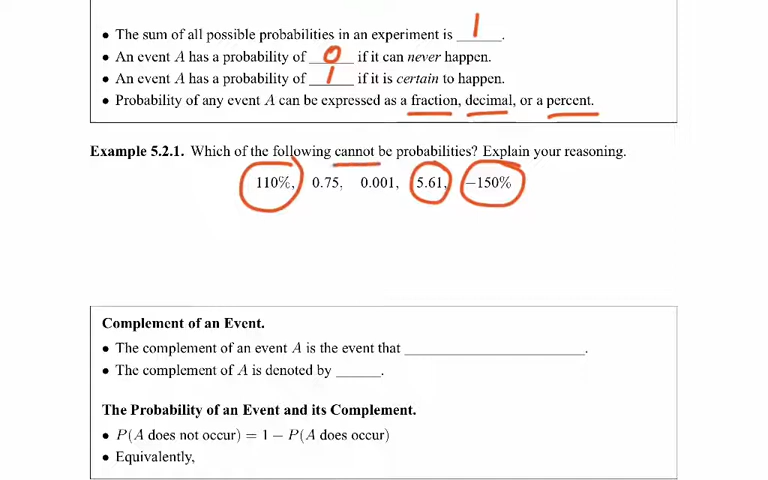 • The sum of all possible probabilities in an experiment is 1.
• An event A has a probability of 0 if it can never happen.
• An event A has a probability of 1 if it is certain to happen.
• Probability of any event A can be expressed as a fraction, decimal, or a percent.
Example 5.2.1. Which of the following cannot be probabilities? Explain your reasoning.
110%, 0.75, 0.001, 5.61, −150%
Complement of an Event.
• The complement of an event A is the event that ____________________.
• The complement of A is denoted by _____.
The Probability of an Event and its Complement.
• P(A does not occur) = 1 − P(A does occur)
• Equivalently,